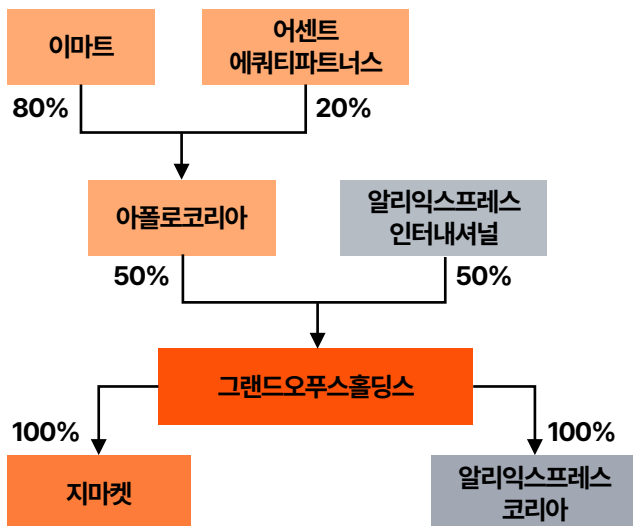 이마트
어센트
에쿼티파트너스
80%
20%
아폴로코리아
알리익스프레스
인터내셔널
50%
50%
그랜드오푸스홀딩스
100%
100%
지마켓
알리익스프레스
코리아